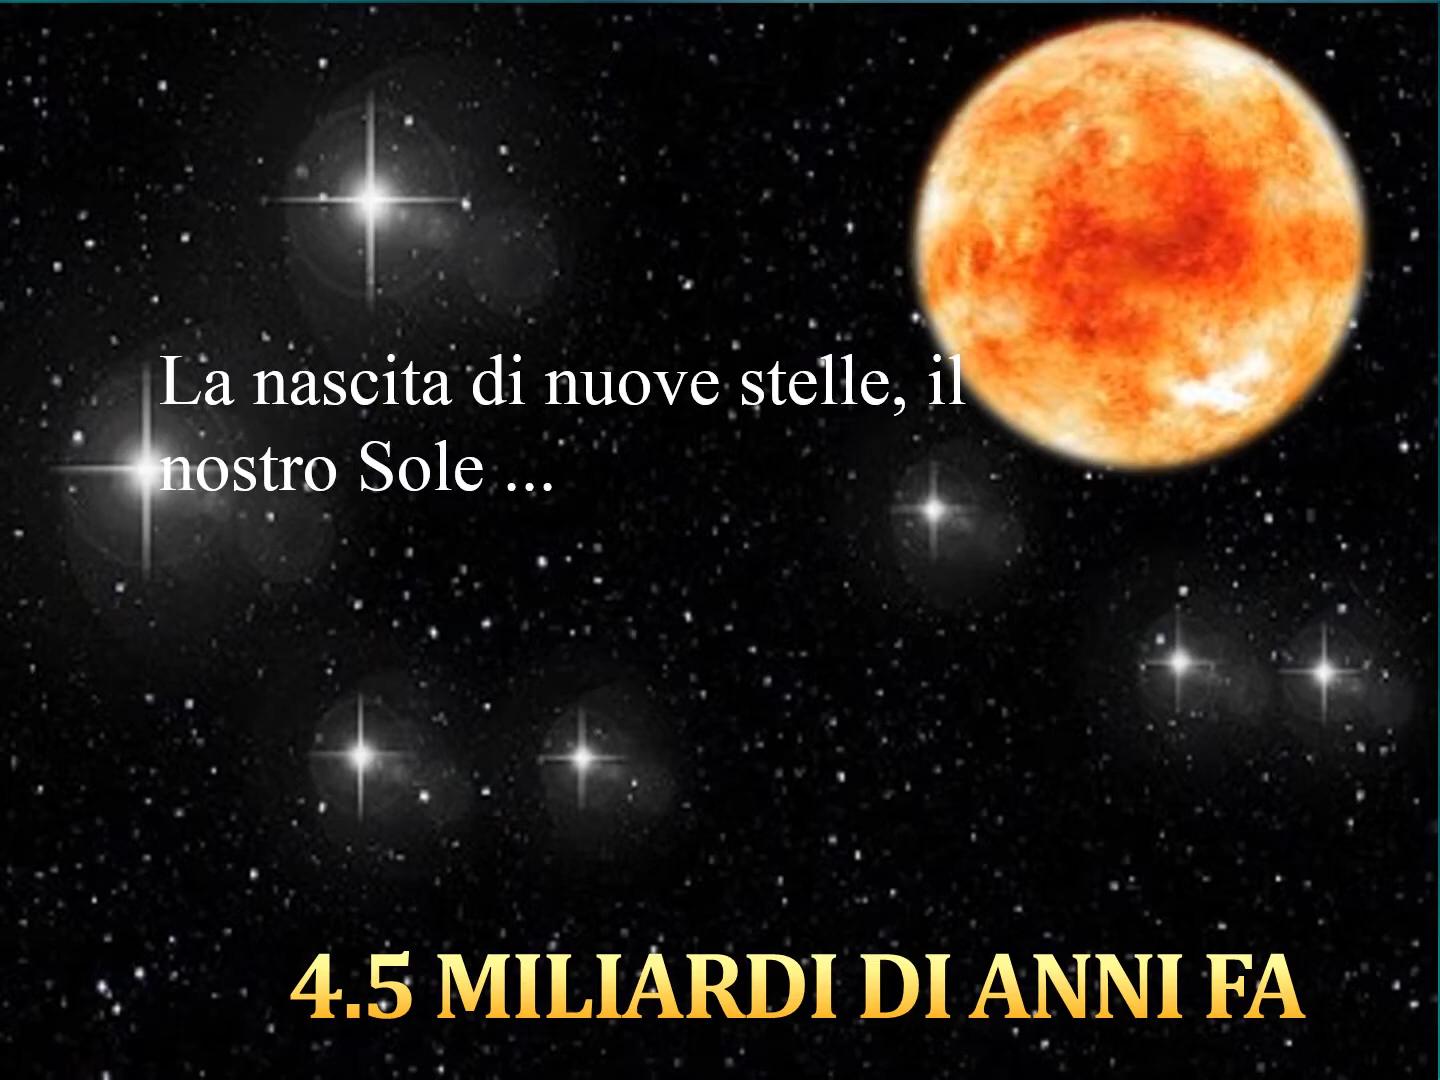 La nascita di nuove stelle, il
nostro Sole ...
4.5 MILIARDI DI ANNI FA